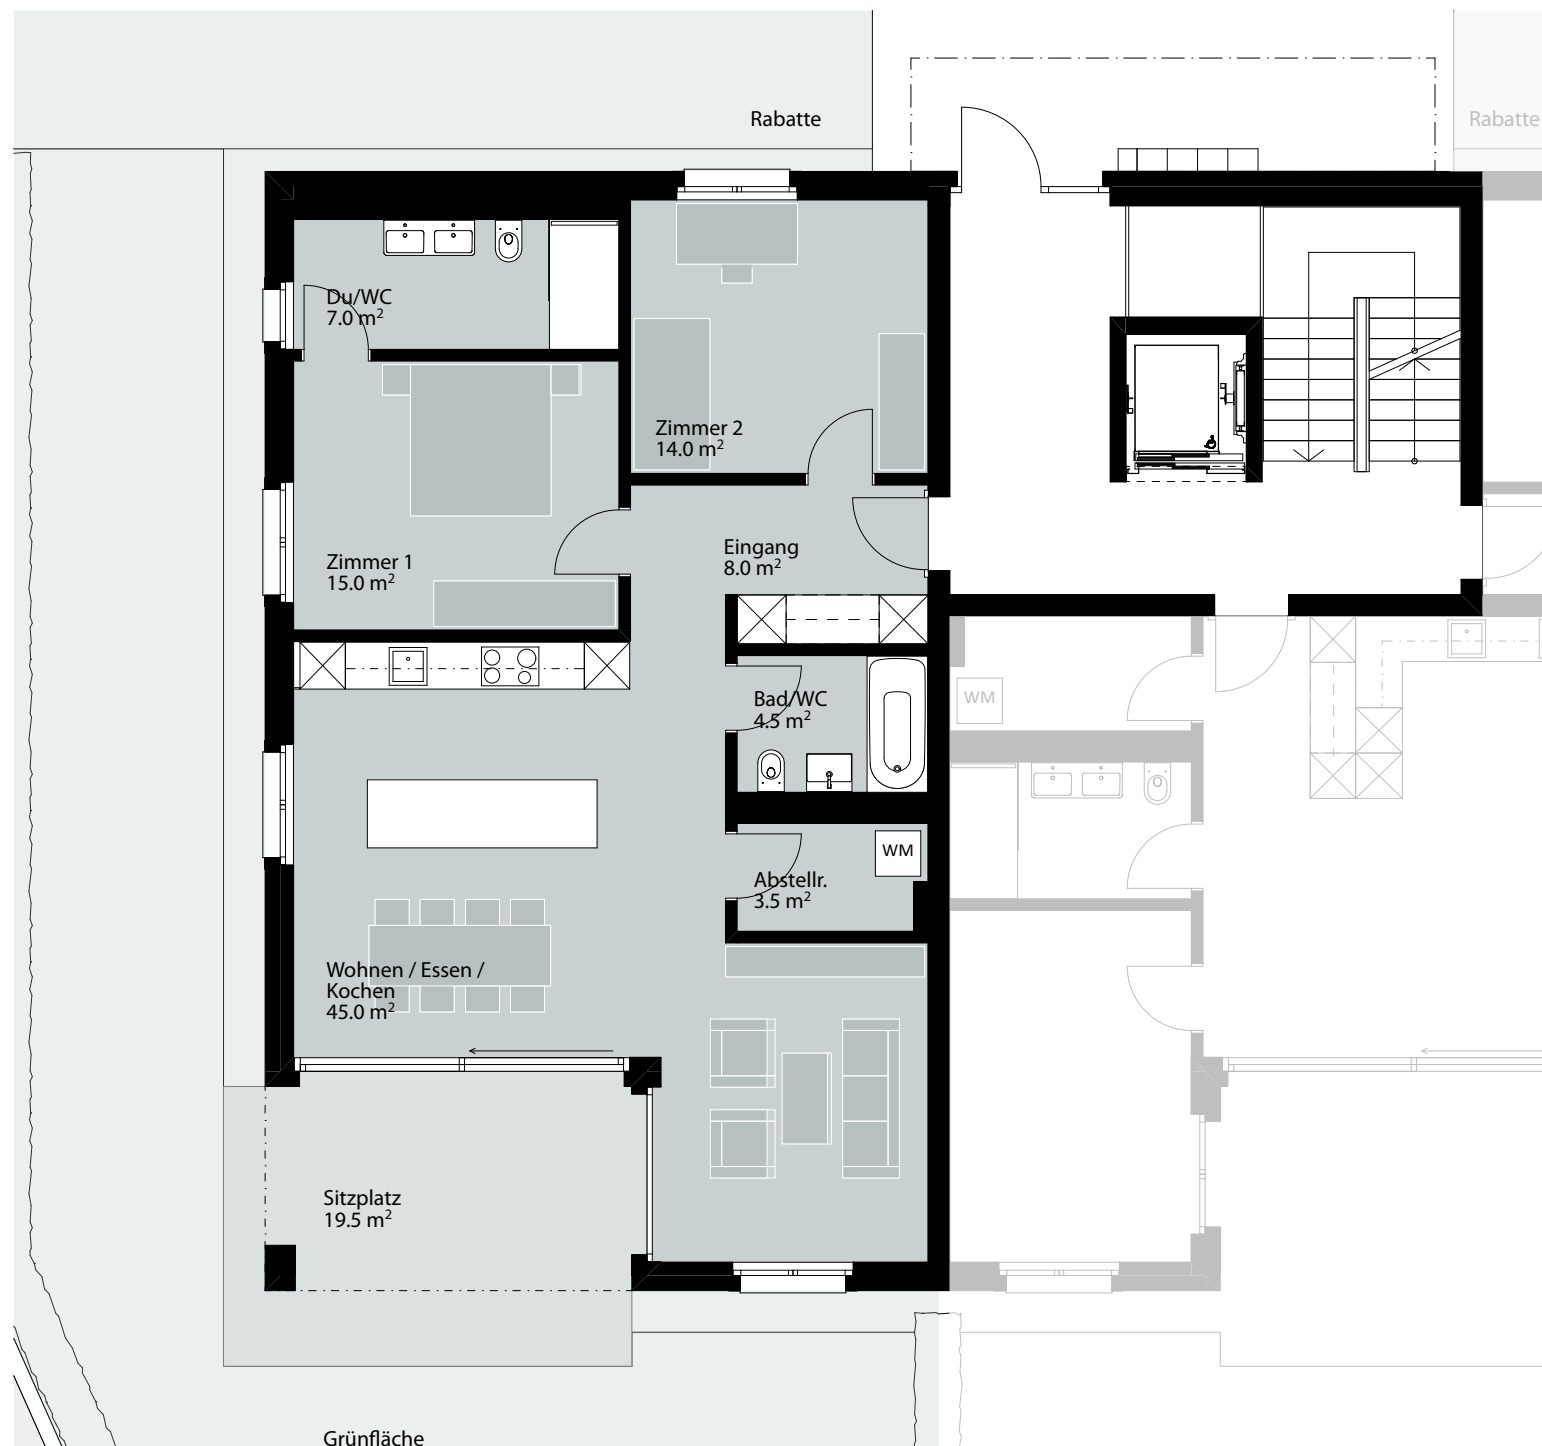 Rabatte
Rabatte
Du/WC
7.0 m²
Zimmer 2
14.0 m²
Zimmer 1
15.0 m²
Eingang
8.0 m²
Bad/WC
4.5 m²
WM
WM
Abstellr.
3.5 m²
Wohnen / Essen /
Kochen
45.0 m²
Sitzplatz
19.5 m²
Grünfläche